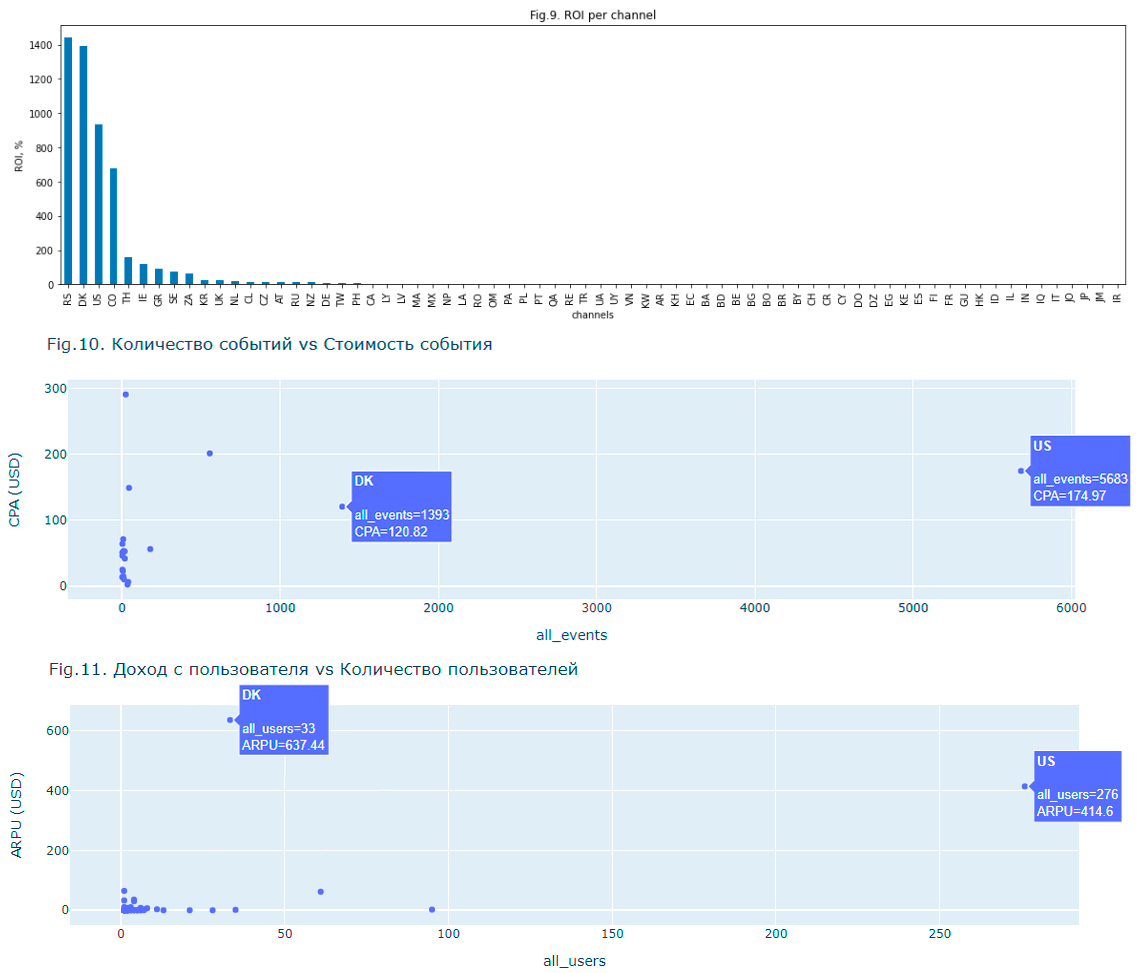 Fig.9. ROI per channel
1400
1200
1000
800
600
400
200
0
ROI, %
RS DK US CO TH IE GR SE ZA KR UK NL CL CZ AT RU NZ DE TW PH CA LY LV MA MX NP LA RO OM PA PL PT QA RE TR UA UY VN KW AR KH EC BA BD BE BG BO BR BY CH CR CY DO DZ EG KE ES FI FR GU HK ID IL IN IQ IT JO JP JM IR
channels
Fig.10. Количество событий vs Стоимость события
300
200
100
0
CPA (USD)
DK
all_events=1393
CPA=120.82
US
all_events=5683
CPA=174.97
0 1000 2000 3000 4000 5000 6000
all_events
Fig.11. Доход с пользователя vs Количество пользователей
DK
all_users=33
ARPU=637.44
US
all_users=276
ARPU=414.6
600
400
200
0
ARPU (USD)
0 50 100 150 200 250
all_users